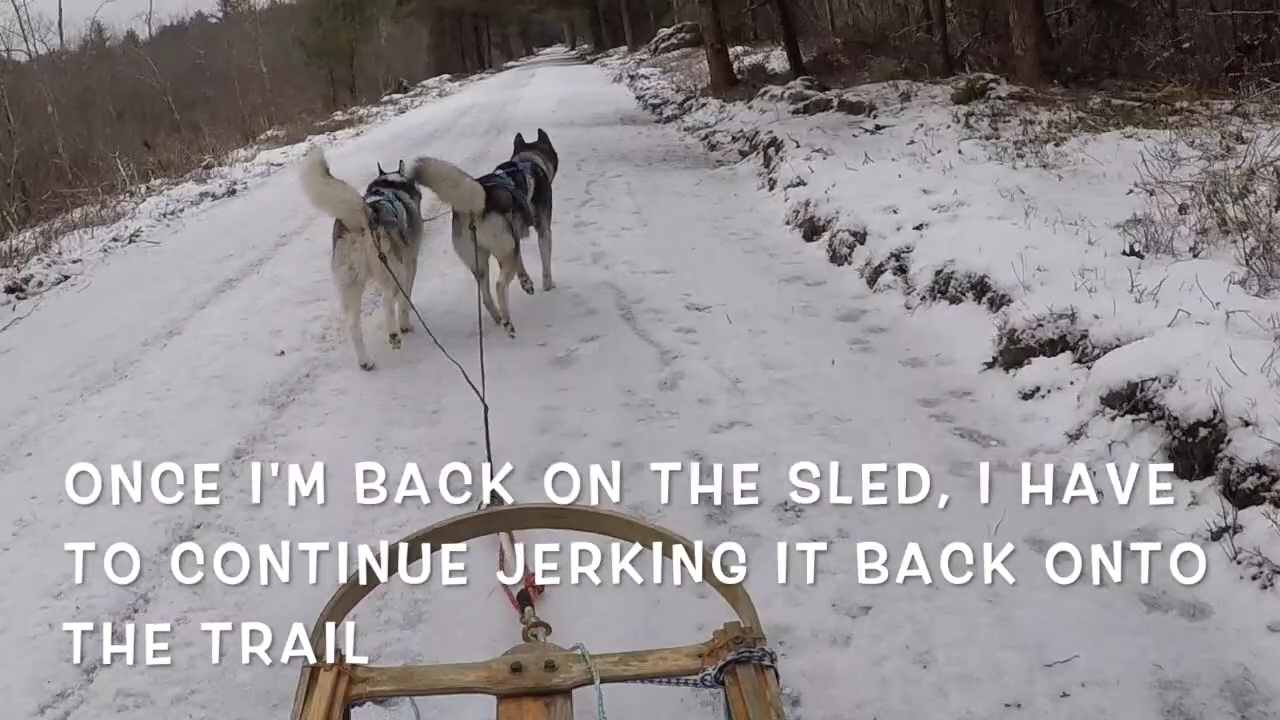 ONCE I'M BACK ON THE SLED, I HAVE
TO CONTINUE JERKING IT BACK ONTO
THE TRAIL